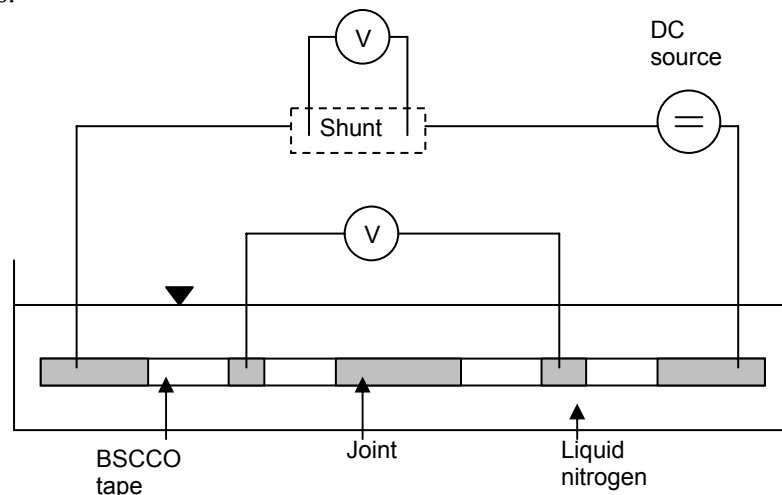 V
DC
source
Shunt
V
BSCCO
tape
Joint
Liquid
nitrogen